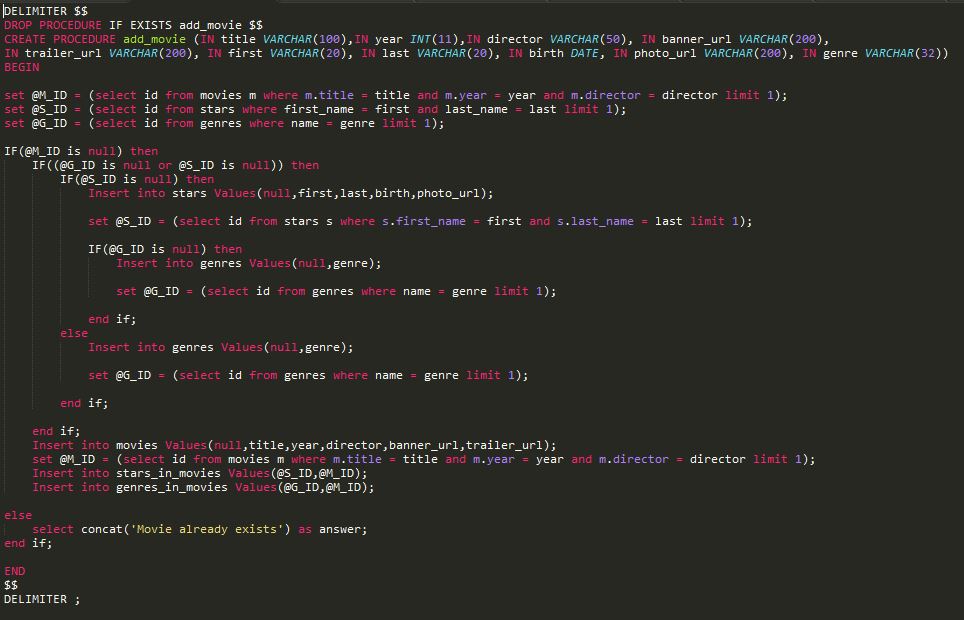 DELIMITER $$
DROP PROCEDURE IF EXISTS add_movie $$
CREATE PROCEDURE add_movie (IN title VARCHAR(100),IN year INT(11),IN director VARCHAR(50), IN banner_url VARCHAR(200),
IN trailer_url VARCHAR(200), IN first VARCHAR(20), IN last VARCHAR(20), IN birth DATE, IN photo_url VARCHAR(200), IN genre VARCHAR(32))
BEGIN

set @M_ID = (select id from movies m where m.title = title and m.year = year and m.director = director limit 1);
set @S_ID = (select id from stars where first_name = first and last_name = last limit 1);
set @G_ID = (select id from genres where name = genre limit 1);

IF(@M_ID is null) then
    IF((@G_ID is null or @S_ID is null)) then
        IF(@S_ID is null) then
            Insert into stars Values(null,first,last,birth,photo_url);

            set @S_ID = (select id from stars s where s.first_name = first and s.last_name = last limit 1);

            IF(@G_ID is null) then
                Insert into genres Values(null,genre);

                set @G_ID = (select id from genres where name = genre limit 1);

            end if;
        else
            Insert into genres Values(null,genre);

            set @G_ID = (select id from genres where name = genre limit 1);

        end if;

    end if;
    Insert into movies Values(null,title,year,director,banner_url,trailer_url);
    set @M_ID = (select id from movies m where m.title = title and m.year = year and m.director = director limit 1);
    Insert into stars_in_movies Values(@S_ID,@M_ID);
    Insert into genres_in_movies Values(@G_ID,@M_ID);

else
    select concat('Movie already exists') as answer;
end if;

END
$$
DELIMITER ;